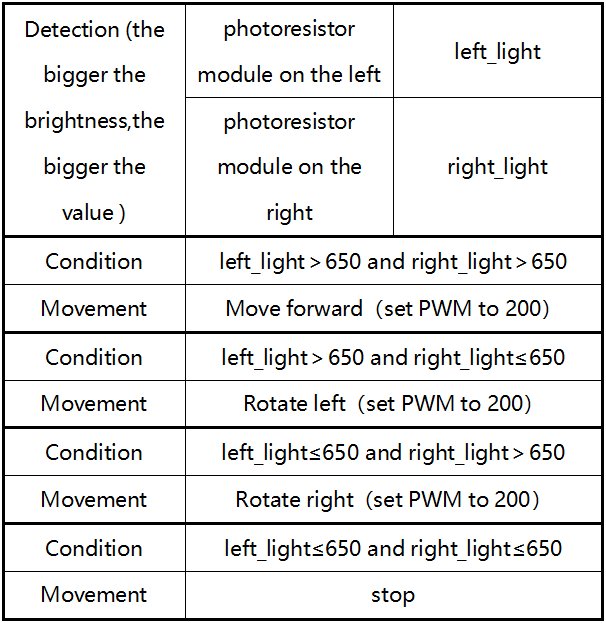 Detection (the
bigger the
brightness,the
bigger the
value )
photoresistor
module on the left
left_light
photoresistor
module on the
right
right_light
Condition
left_light＞650 and right_light＞650
Movement
Move forward（set PWM to 200）
Condition
left_light＞650 and right_light≤650
Movement
Rotate left（set PWM to 200）
Condition
left_light≤650 and right_light＞650
Movement
Rotate right（set PWM to 200）
Condition
left_light≤650 and right_light≤650
Movement
stop